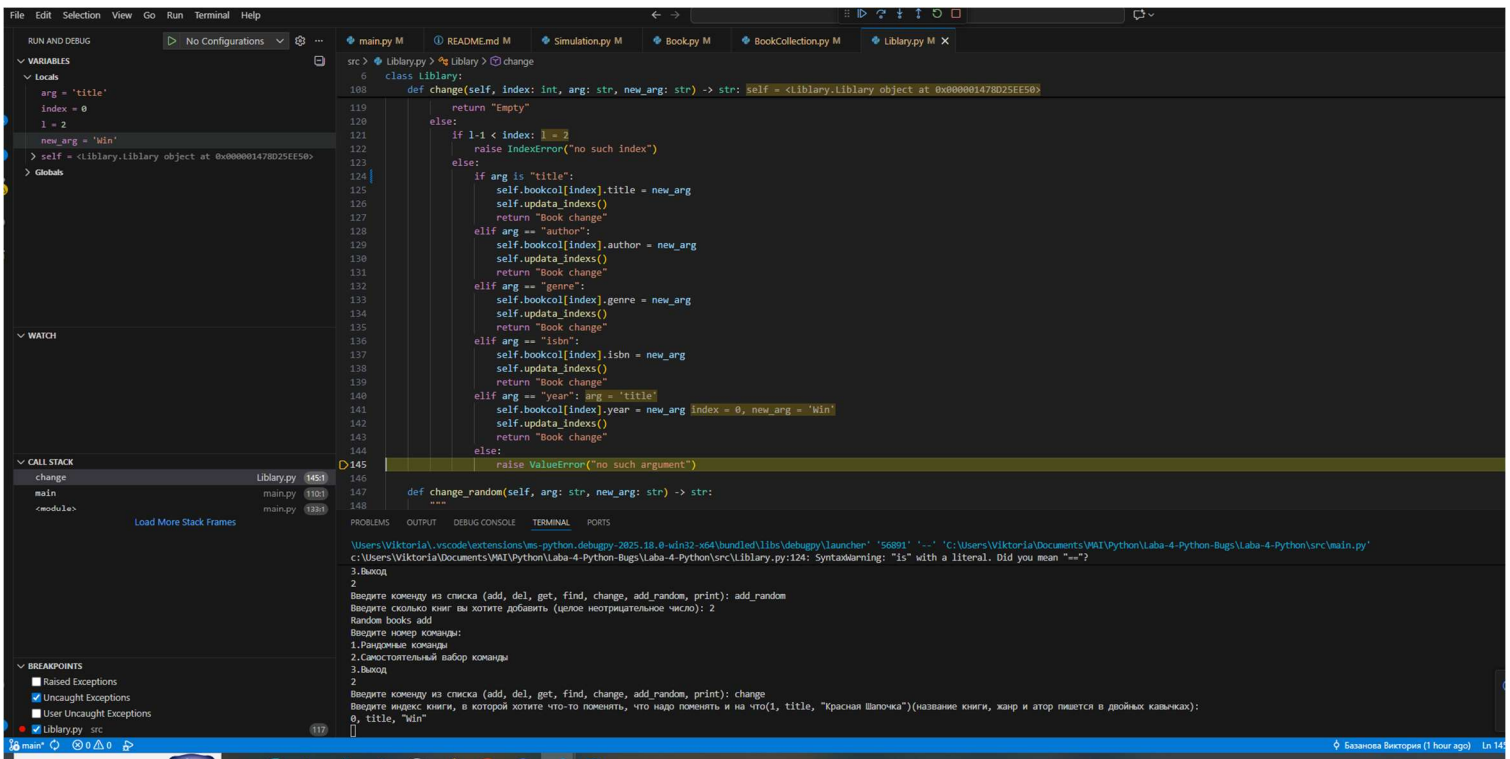 File Edit Selection View Go Run Terminal Help
RUN AND DEBUG
No Configurations
main.py M
README.md M
Simulation.py M
Book.py M
BookCollection.py M
Liblary.py M
VARIABLES
Locals
arg = 'title'
index = 0
l = 2
new_arg = 'Win'
self = <Liblary.Liblary object at 0x000001478D25EE50>
Globals
WATCH
CALL STACK
change Liblary.py 145:1
main main.py 110:1
<module> main.py 133:1
Load More Stack Frames
BREAKPOINTS
Raised Exceptions
Uncaught Exceptions
User Uncaught Exceptions
Liblary.py src 117
src > Liblary.py > Liblary > change
6 class Liblary:
108 def change(self, index: int, arg: str, new_arg: str) -> str: self = <Liblary.Liblary object at 0x000001478D25EE50>
119 return "Empty"
120 else:
121 if l-1 < index: l = 2
122 raise IndexError("no such index")
123 else:
124 if arg is "title":
125 self.bookcol[index].title = new_arg
126 self.updata_indexs()
127 return "Book change"
128 elif arg == "author":
129 self.bookcol[index].author = new_arg
130 self.updata_indexs()
131 return "Book change"
132 elif arg == "genre":
133 self.bookcol[index].genre = new_arg
134 self.updata_indexs()
135 return "Book change"
136 elif arg == "isbn":
137 self.bookcol[index].isbn = new_arg
138 self.updata_indexs()
139 return "Book change"
140 elif arg == "year": arg = 'title'
141 self.bookcol[index].year = new_arg index = 0, new_arg = 'Win'
142 self.updata_indexs()
143 return "Book change"
144 else:
145 raise ValueError("no such argument")
146
147 def change_random(self, arg: str, new_arg: str) -> str:
148 """
PROBLEMS OUTPUT DEBUG CONSOLE TERMINAL PORTS
\Users\Viktoria\.vscode\extensions\ms-python.debugpy-2025.18.0-win32-x64\bundled\libs\debugpy\launcher' '56891' '--' 'C:\Users\Viktoria\Documents\MAI\Python\Laba-4-Python-Bugs\Laba-4-Python\src\main.py'
c:\Users\Viktoria\Documents\MAI\Python\Laba-4-Python-Bugs\Laba-4-Python\src\Liblary.py:124: SyntaxWarning: "is" with a literal. Did you mean "=="?
3.Выход
2
Введите коменду из списка (add, del, get, find, change, add_random, print): add_random
Введите сколько книг вы хотите добавить (целое неотрицательное число): 2
Random books add
Введите номер команды:
1.Рандомные команды
2.Самостоятельный вабор команды
3.Выход
2
Введите коменду из списка (add, del, get, find, change, add_random, print): change
Введите индекс книги, в которой хотите что-то поменять, что надо поменять и на что(1, title, "Красная Шапочка")(название книги, жанр и атор пишется в двойных кавычках):
0, title, "Win"
main* 0 0 Базанова Виктория (1 hour ago) Ln 145